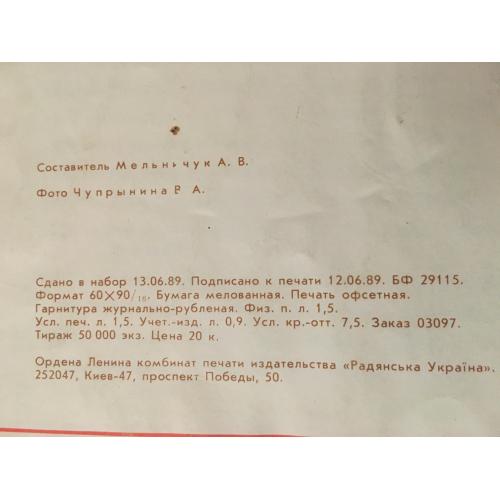 Составитель Мельничук А. В.
Фото Чупрынина В А.
Сдано в набор 13.06.89. Подписано к печати 12.06.89. БФ 29115.
Формат 60×90/16. Бумага мелованная. Печать офсетная.
Гарнитура журнально-рубленая. Физ. п. л. 1,5.
Усл. печ. л. 1,5. Учет.-изд. л. 0,9. Усл. кр.-отт. 7,5. Заказ 03097.
Тираж 50 000 экз. Цена 20 к.
Ордена Ленина комбинат печати издательства «Радянська Україна».
252047, Киев-47, проспект Победы, 50.